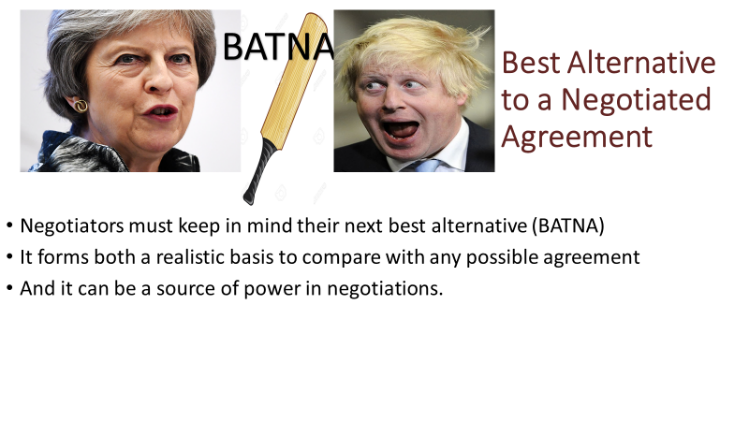 BATNA
Best Alternative
to a Negotiated
Agreement
• Negotiators must keep in mind their next best alternative (BATNA)
• It forms both a realistic basis to compare with any possible agreement
• And it can be a source of power in negotiations.